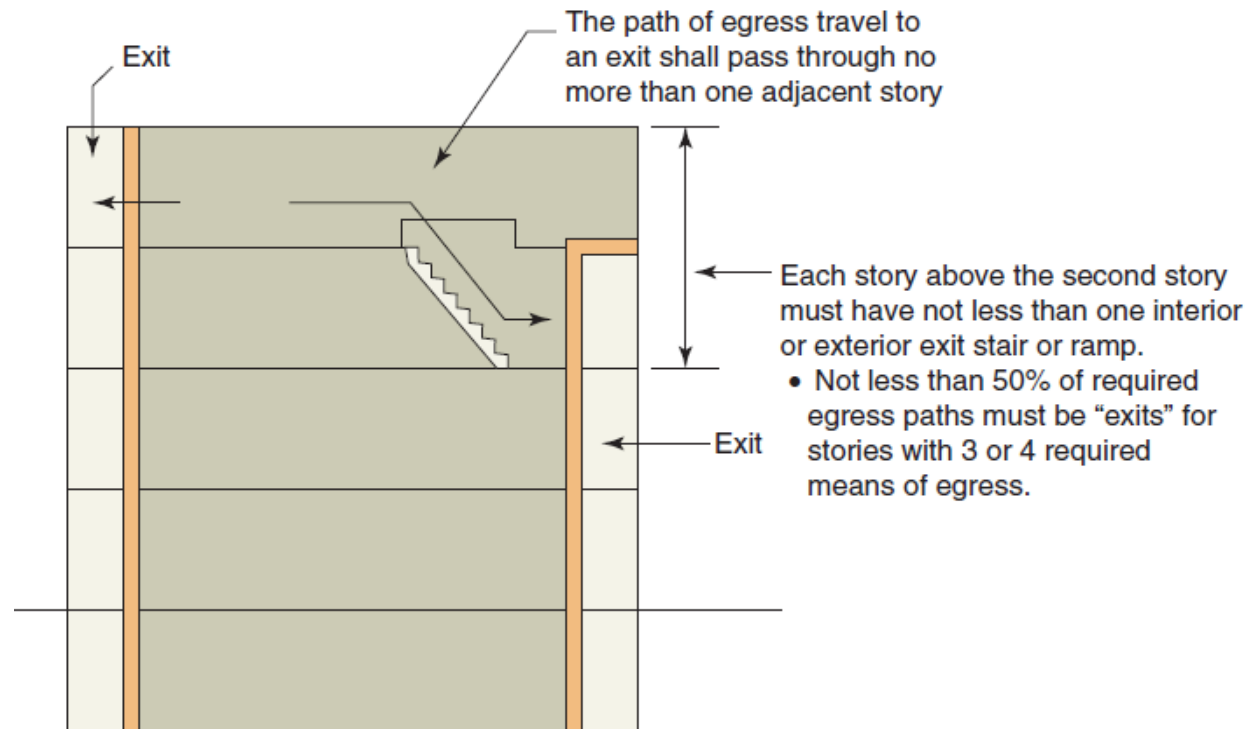 Exit
The path of egress travel to
an exit shall pass through no
more than one adjacent story
Each story above the second story
must have not less than one interior
or exterior exit stair or ramp.
• Not less than 50% of required
egress paths must be “exits” for
stories with 3 or 4 required
means of egress.
Exit